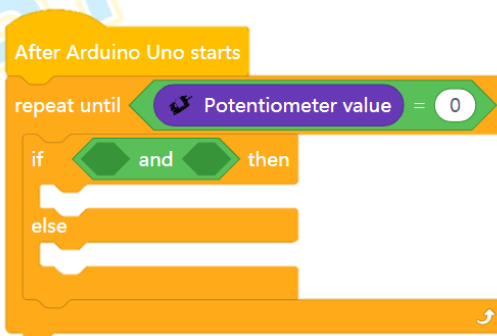 After Arduino Uno starts
repeat until Potentiometer value = 0
if and then
else